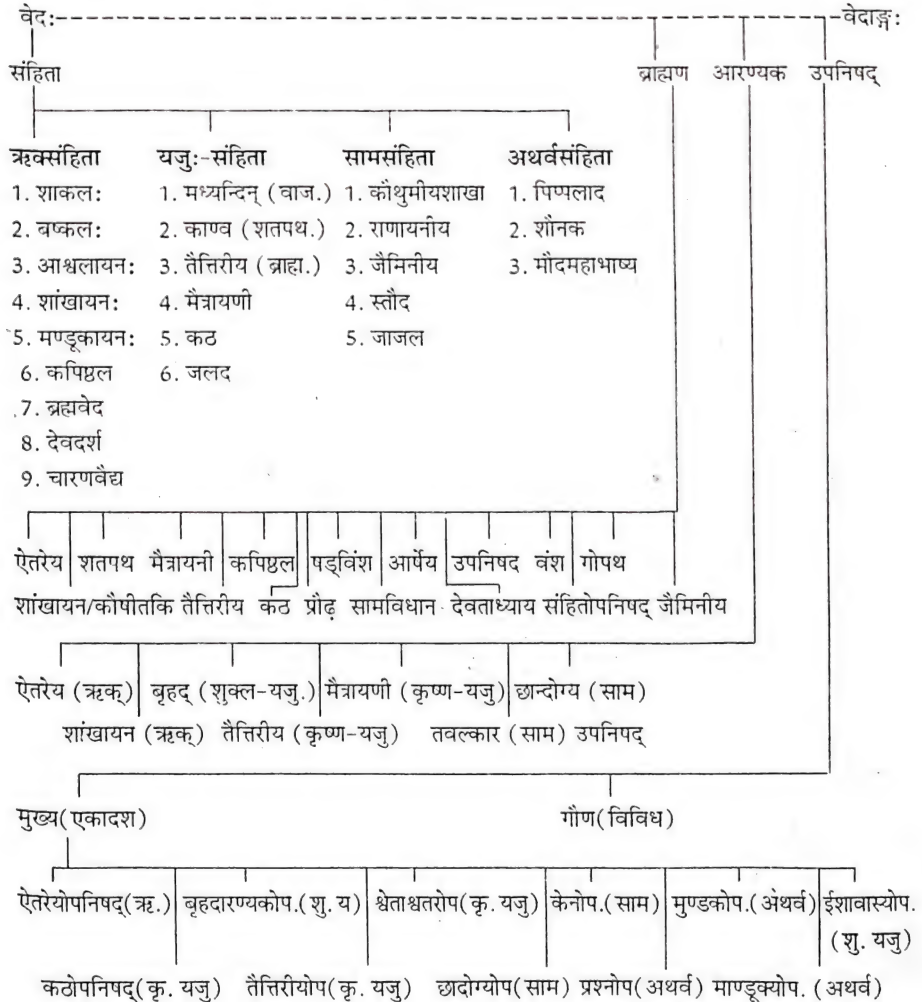 वेद:-वेदाङ्ग:
संहिता ब्राह्मण आरण्यक उपनिषद्
ऋक्संहिता यजु:-संहिता सामसंहिता अथर्वसंहिता
1. शाकल: 1. मध्यन्दिन् (वाज.) 1. कौथुमीयशाखा 1. पिप्पलाद
2. बष्कल: 2. काण्व (शतपथ.) 2. राणायनीय 2. शौनक
3. आश्वलायन: 3. तैत्तिरीय (ब्राह्म.) 3. जैमिनीय 3. मौदमहाभाष्य
4. शांखायन: 4. मैत्रायणी 4. स्तौद
5. मण्डूकायन: 5. कठ 5. जाजल
6. कपिष्ठल 6. जलद
7. ब्रह्मवेद
8. देवदर्श
9. चारणवैद्य
ऐतरेय शतपथ मैत्रायनी कपिष्ठल षड्विंश आर्षेय उपनिषद वंश गोपथ
शांखायन/कौषीतकि तैत्तिरीय कठ प्रौढ़ सामविधान देवताध्याय संहितोपनिषद् जैमिनीय
ऐतरेय (ऋक्) बृहद् (शुक्ल-यजु.) मैत्रायणी (कृष्ण-यजु) छान्दोग्य (साम)
शांखायन (ऋक्) तैत्तिरीय (कृष्ण-यजु) तवल्कार (साम) उपनिषद्
मुख्य(एकादश) गौण(विविध)
ऐतरेयोपनिषद्(ऋ.) बृहदारण्यकोप.(शु.य) श्वेताश्वतरोप(कृ.यजु) केनोप.(साम) मुण्डकोप.(अथर्व) ईशावास्योप.
(शु.यजु)
कठोपनिषद्(कृ.यजु) तैत्तिरीयोप(कृ.यजु) छादोग्योप(साम) प्रश्नोप(अथर्व) माण्डूक्योप. (अथर्व)